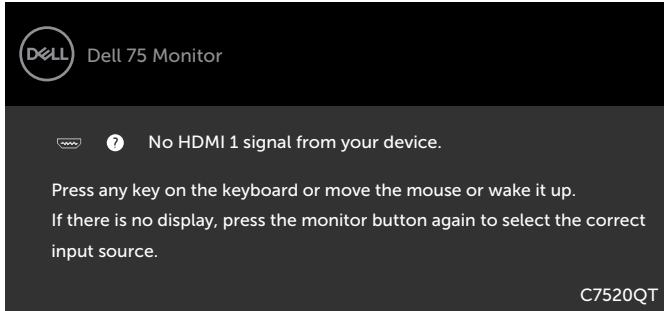 DELL
Dell 75 Monitor
? No HDMI 1 signal from your device.
Press any key on the keyboard or move the mouse or wake it up.
If there is no display, press the monitor button again to select the correct
input source.
C7520QT